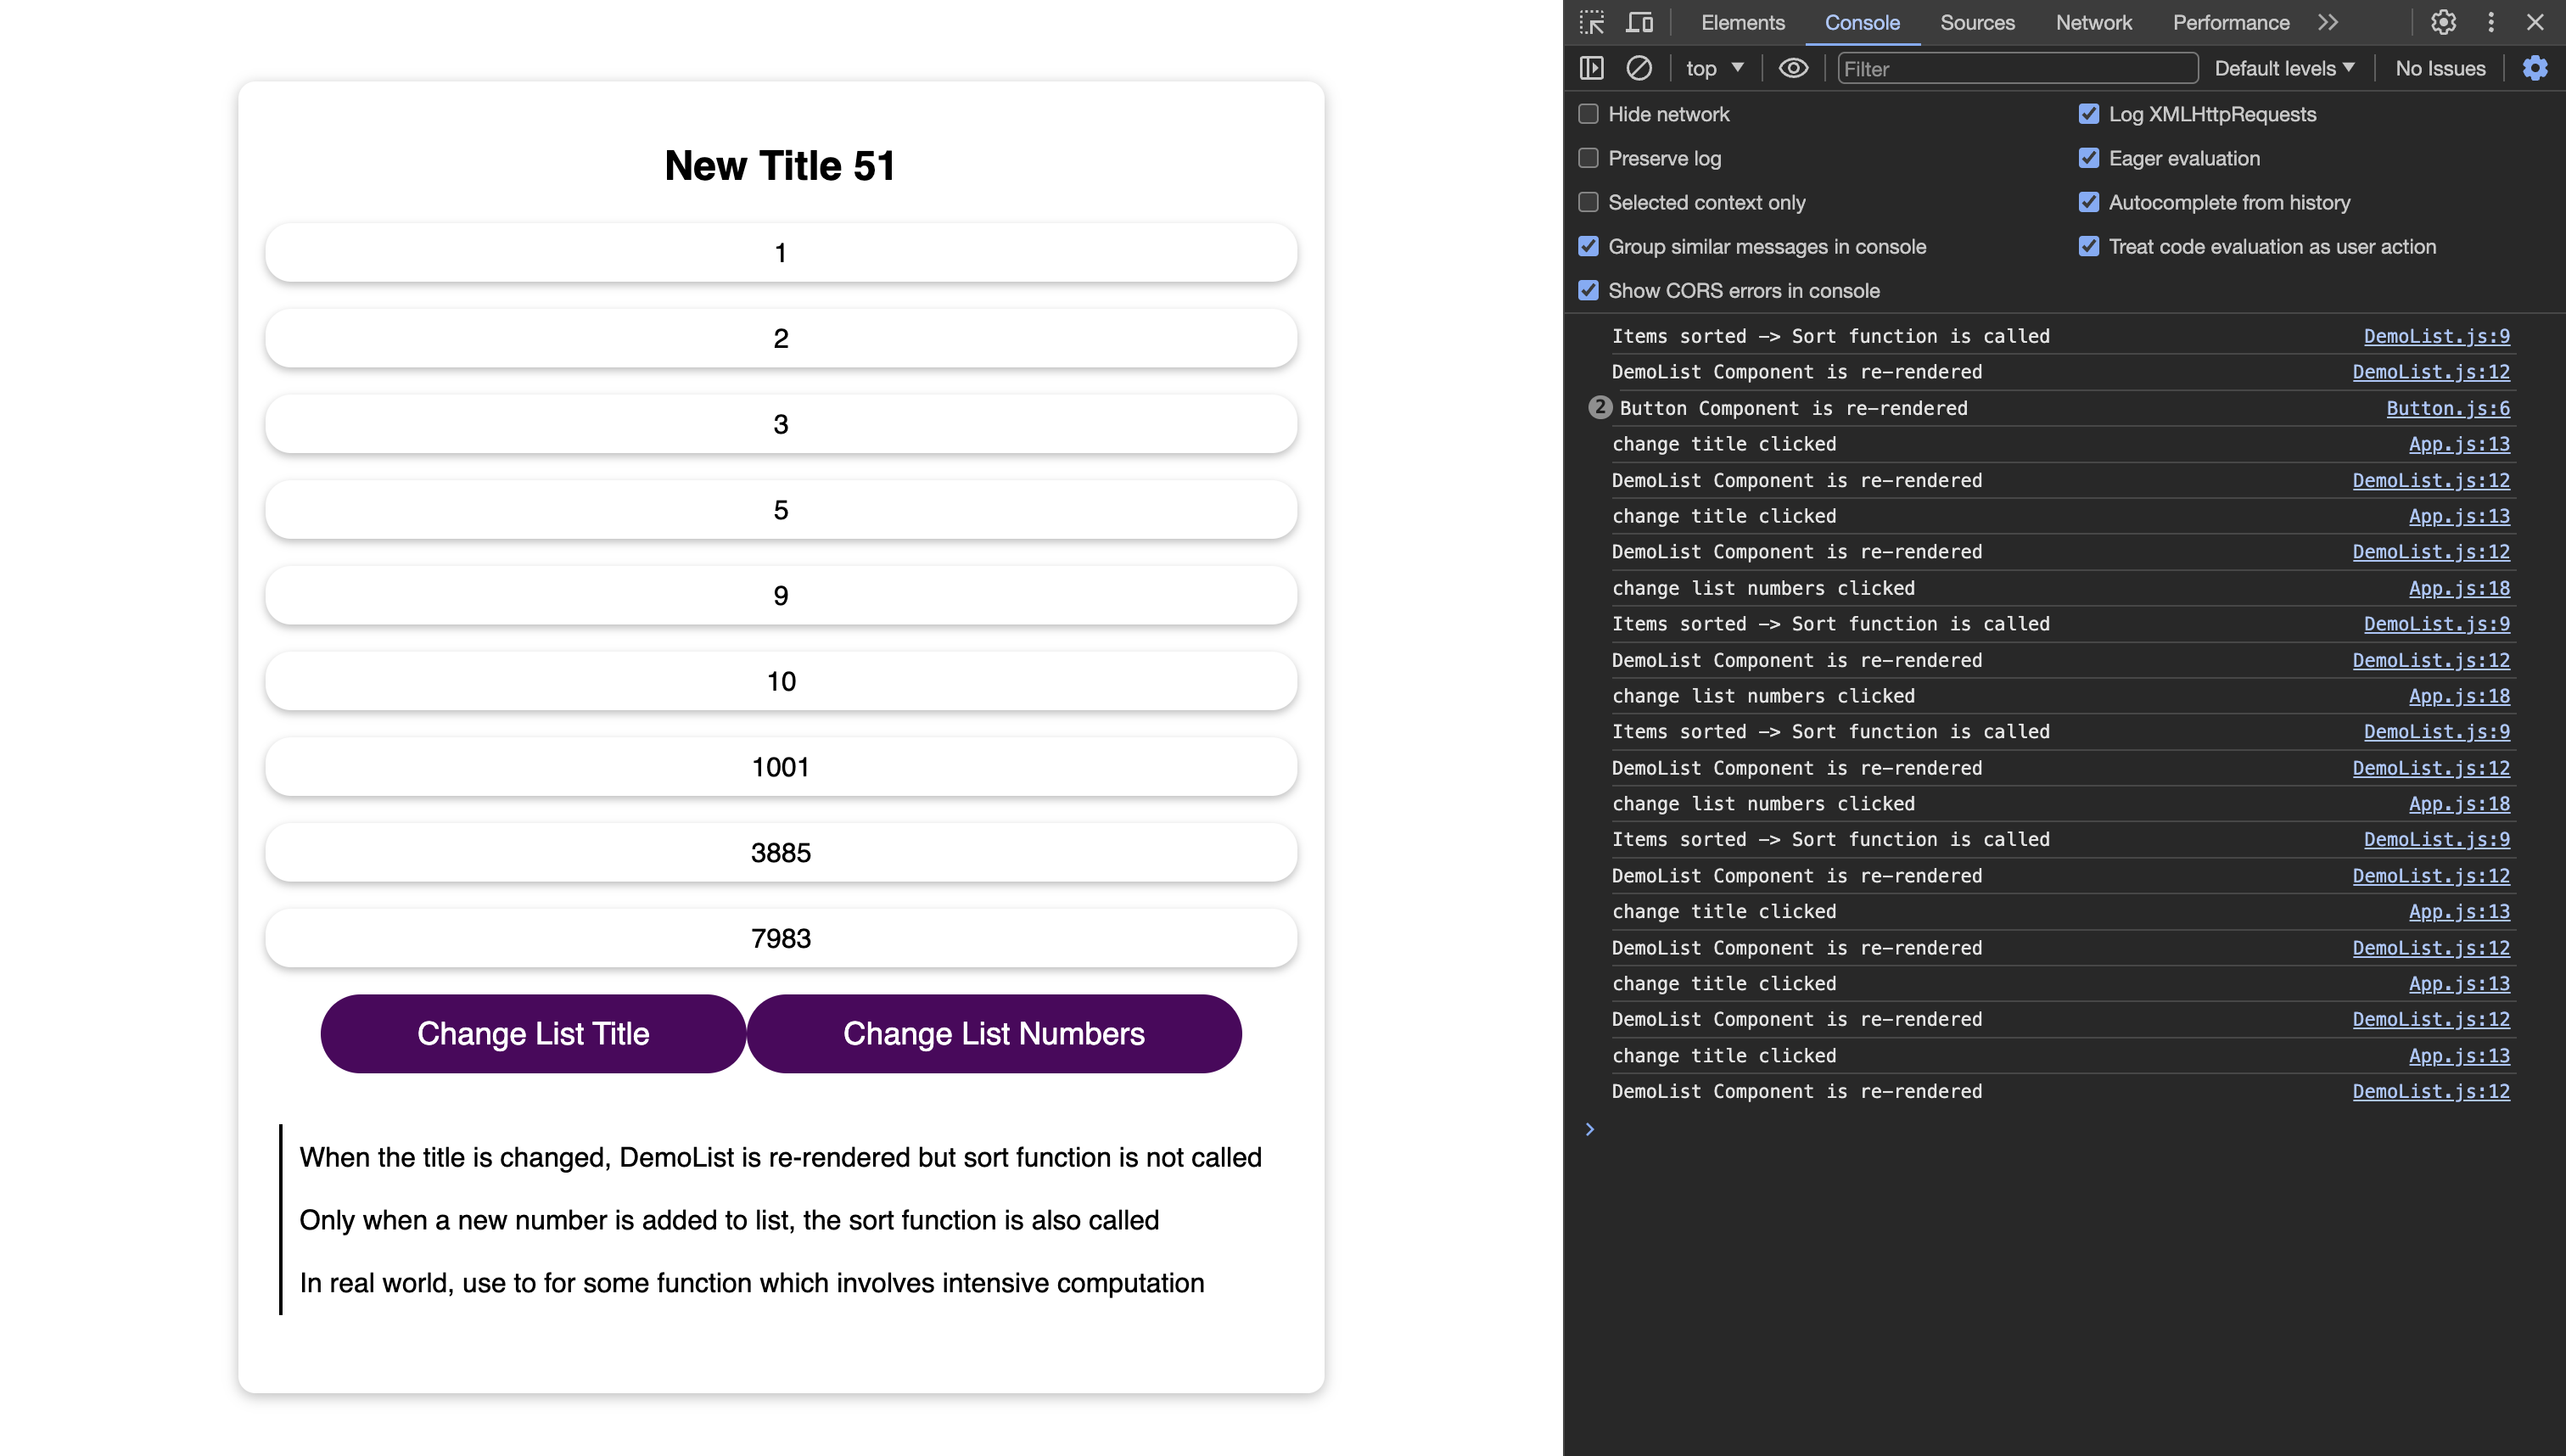 New Title 51
1
2
3
5
9
10
1001
3885
7983
Change List Title
Change List Numbers
When the title is changed, DemoList is re-rendered but sort function is not called
Only when a new number is added to list, the sort function is also called
In real world, use to for some function which involves intensive computation
Elements Console Sources Network Performance
top Filter Default levels No Issues
Hide network Log XMLHttpRequests
Preserve log Eager evaluation
Selected context only Autocomplete from history
Group similar messages in console Treat code evaluation as user action
Show CORS errors in console
Items sorted -> Sort function is called DemoList.js:9
DemoList Component is re-rendered DemoList.js:12
2 Button Component is re-rendered Button.js:6
change title clicked App.js:13
DemoList Component is re-rendered DemoList.js:12
change title clicked App.js:13
DemoList Component is re-rendered DemoList.js:12
change list numbers clicked App.js:18
Items sorted -> Sort function is called DemoList.js:9
DemoList Component is re-rendered DemoList.js:12
change list numbers clicked App.js:18
Items sorted -> Sort function is called DemoList.js:9
DemoList Component is re-rendered DemoList.js:12
change list numbers clicked App.js:18
Items sorted -> Sort function is called DemoList.js:9
DemoList Component is re-rendered DemoList.js:12
change title clicked App.js:13
DemoList Component is re-rendered DemoList.js:12
change title clicked App.js:13
DemoList Component is re-rendered DemoList.js:12
change title clicked App.js:13
DemoList Component is re-rendered DemoList.js:12